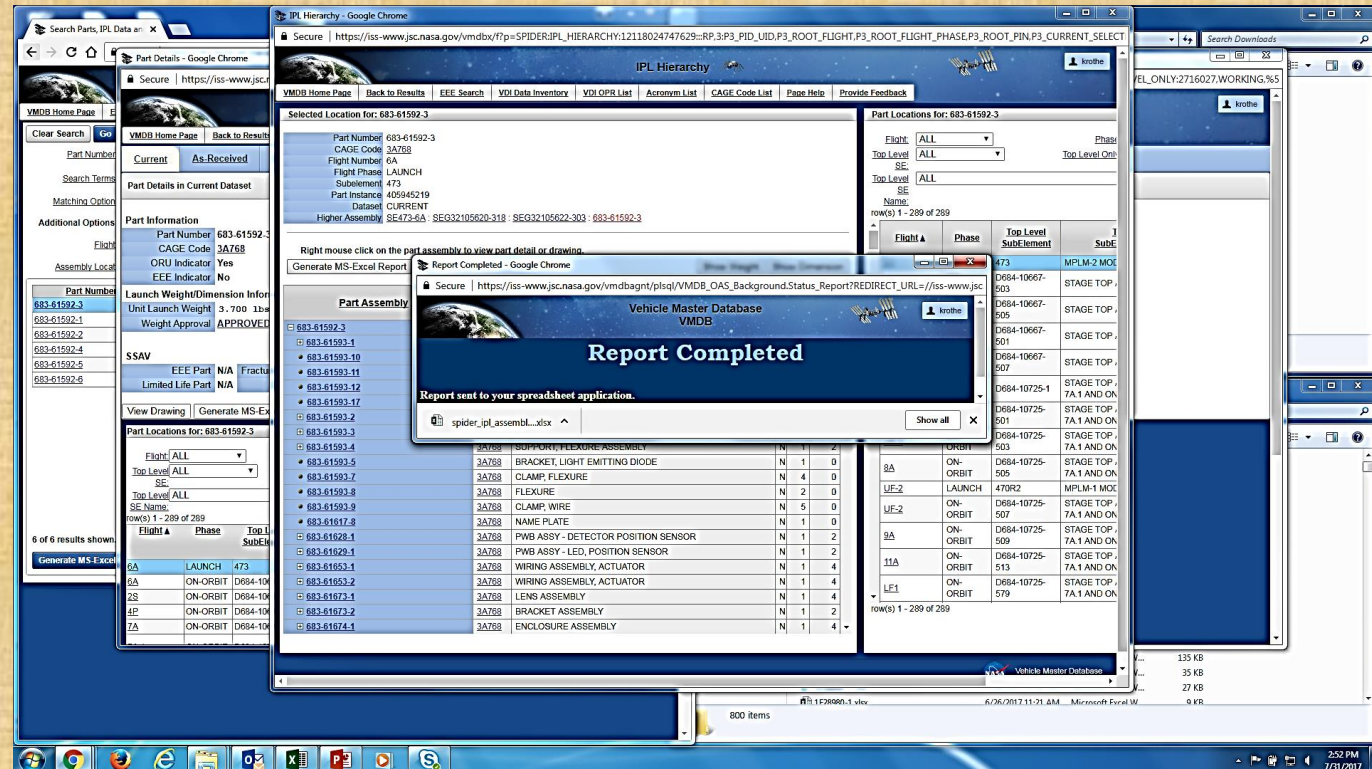 Search Parts, IPL Data an
IPL Hierarchy - Google Chrome
Secure | https://iss-www.jsc.nasa.gov/vmdbx/f?p=SPIDER:IPL_HIERARCHY:12118024747629:::RP,3:P3_PID_UID,P3_ROOT_FLIGHT,P3_ROOT_FLIGHT_PHASE,P3_ROOT_PIN,P3_CURRENT_SELECT
IPL Hierarchy
krothe
VMDB Home Page Back to Results EEE Search VDI Data Inventory VDI OPR List Acronym List CAGE Code List Page Help Provide Feedback
Selected Location for: 683-61592-3
Part Number 683-61592-3
CAGE Code 3A768
Flight Number 6A
Flight Phase LAUNCH
Subelement 473
Part Instance 405945219
Dataset CURRENT
Higher Assembly SE473-6A : SEG32105620-318 : SEG32105622-303 : 683-61592-3
Right mouse click on the part assembly to view part detail or drawing.
Generate MS-Excel Report Show Weight Show Dimension
Part Assembly
683-61592-3
683-61593-1
683-61593-10
683-61593-11
683-61593-12
683-61593-17
683-61593-2
683-61593-3
683-61593-4 3A768 SUPPORT, FLEXURE ASSEMBLY N 1 2
683-61593-5 3A768 BRACKET, LIGHT EMITTING DIODE N 1 0
683-61593-7 3A768 CLAMP, FLEXURE N 4 0
683-61593-8 3A768 FLEXURE N 2 0
683-61593-9 3A768 CLAMP, WIRE N 5 0
683-61617-8 3A768 NAME PLATE N 1 0
683-61628-1 3A768 PWB ASSY - DETECTOR POSITION SENSOR N 1 2
683-61629-1 3A768 PWB ASSY - LED, POSITION SENSOR N 1 2
683-61653-1 3A768 WIRING ASSEMBLY, ACTUATOR N 1 4
683-61653-2 3A768 WIRING ASSEMBLY, ACTUATOR N 1 4
683-61673-1 3A768 LENS ASSEMBLY N 1 4
683-61673-2 3A768 BRACKET ASSEMBLY N 1 2
683-61674-1 3A768 ENCLOSURE ASSEMBLY N 1 4
Part Locations for: 683-61592-3
Flight: ALL Phase
Top Level SE: ALL Top Level Only
Top Level SE Name: ALL
row(s) 1 - 289 of 289
Flight Phase Top Level SubElement
473 MPLM-2 MOD
D684-10667-503 STAGE TOP
D684-10667-505 STAGE TOP
D684-10667-501 STAGE TOP
D684-10667-507 STAGE TOP
D684-10725-1 STAGE TOP 7A.1 AND ON
D684-10725-501 STAGE TOP 7A.1 AND ON
ORBIT D684-10725-503 STAGE TOP 7A.1 AND ON
8A ON-ORBIT D684-10725-505 STAGE TOP 7A.1 AND ON
UF-2 LAUNCH 470R2 MPLM-1 MOD
UF-2 ON-ORBIT D684-10725-507 STAGE TOP 7A.1 AND ON
9A ON-ORBIT D684-10725-509 STAGE TOP 7A.1 AND ON
11A ON-ORBIT D684-10725-513 STAGE TOP 7A.1 AND ON
LF1 ON-ORBIT D684-10725-579 STAGE TOP 7A.1 AND ON
row(s) 1 - 289 of 289
NASA Vehicle Master Database
Report Completed - Google Chrome
Secure | https://iss-www.jsc.nasa.gov/vmdbagnt/plsql/VMDB_OAS_Background.Status_Report?REDIRECT_URL=//iss-www.jsc
Vehicle Master Database
VMDB
krothe
Report Completed
Report sent to your spreadsheet application.
spider_ipl_assembl....xlsx Show all
Part Details - Google Chrome
Secure | https://iss-www.jsc.n
VMDB Home Page Back to Results
Current As-Received
Part Details in Current Dataset
Part Information
Part Number 683-61592-3
CAGE Code 3A768
ORU Indicator Yes
EEE Indicator No
Launch Weight/Dimension Infor
Unit Launch Weight 3.700 lbs
Weight Approval APPROVED
SSAV
EEE Part N/A Fractu
Limited Life Part N/A
View Drawing Generate MS-Ex
Part Locations for: 683-61592-3
Flight: ALL
Top Level SE: ALL
Top Level SE Name: ALL
row(s) 1 - 289 of 289
Flight Phase Top L SubEle
6A LAUNCH 473
6A ON-ORBIT D684-106
2S ON-ORBIT D684-106
4P ON-ORBIT D684-106
7A ON-ORBIT D684-106
VMDB Home Page
Clear Search Go
Part Number
Search Terms
Matching Option
Additional Options
Flight
Assembly Locat
Part Number
683-61592-3
683-61592-1
683-61592-2
683-61592-4
683-61592-5
683-61592-6
6 of 6 results shown.
Generate MS-Excel
Search Downloads
EL_ONLY:2716027,WORKING,%5
krothe
135 KB
35 KB
27 KB
1F28980-1.xlsx 6/26/2017 11:21 AM Microsoft Excel W... 9 KB
800 items
2:52 PM
7/31/2017